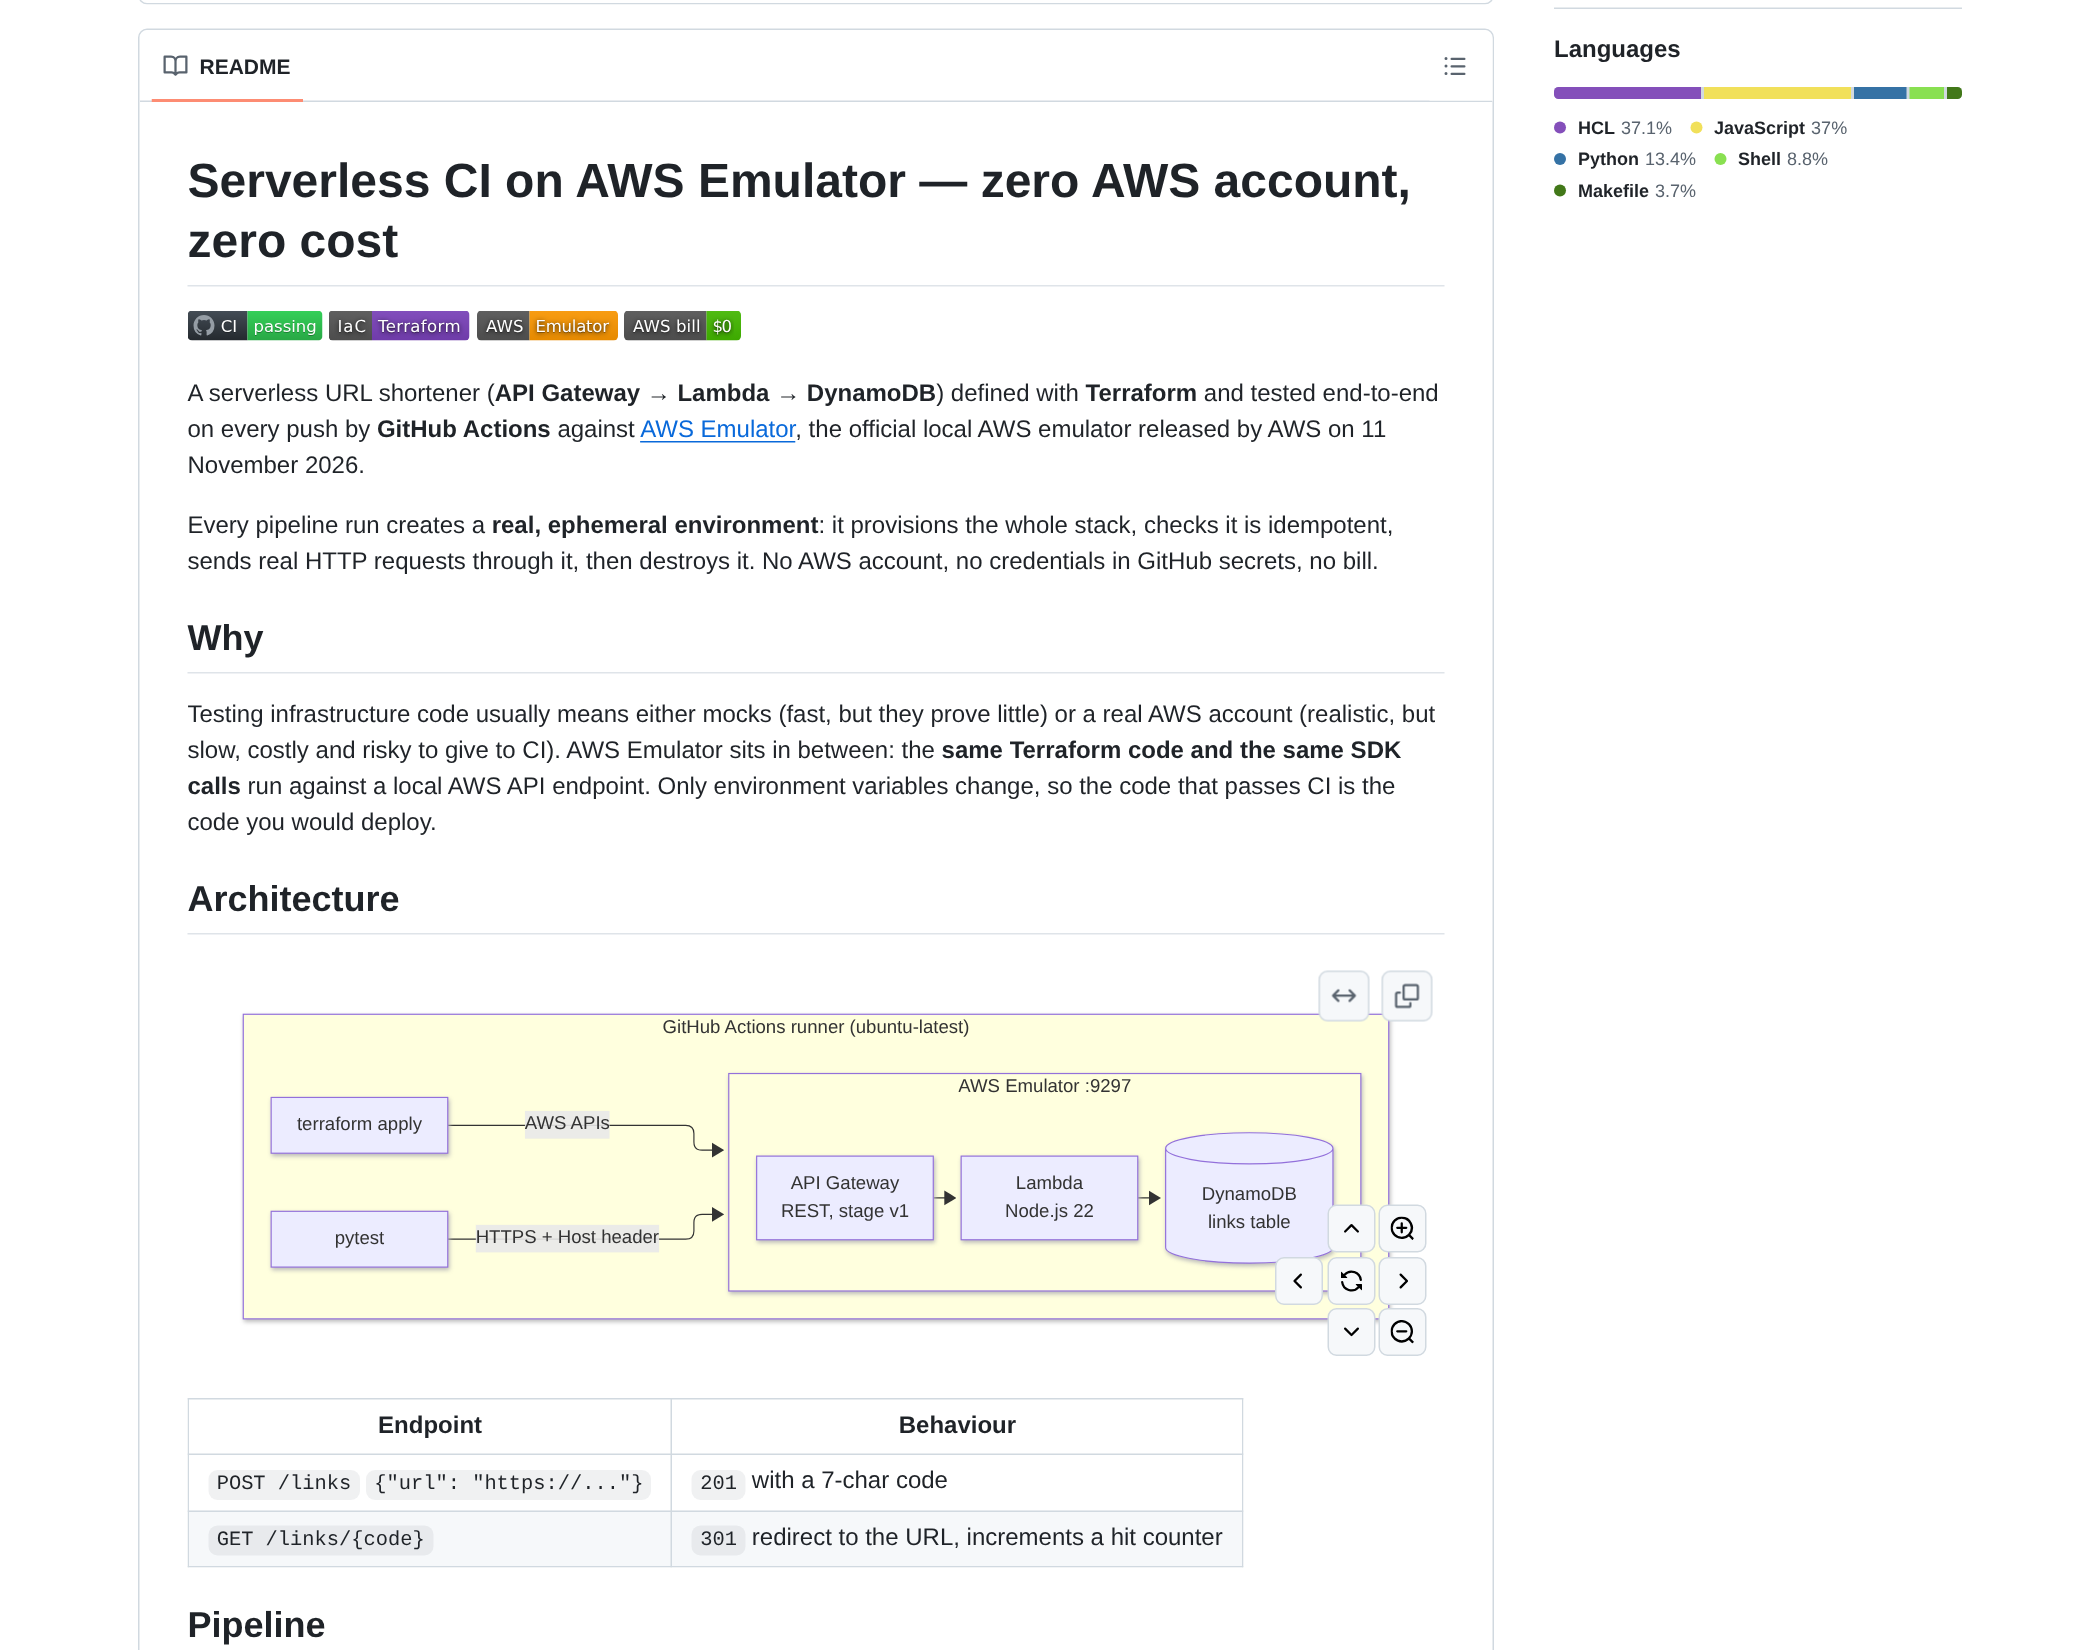 README
Serverless CI on AWS Emulator — zero AWS account,
zero cost
CI passing IaC Terraform AWS Emulator AWS bill $0
A serverless URL shortener (API Gateway → Lambda → DynamoDB) defined with Terraform and tested end-to-end
on every push by GitHub Actions against AWS Emulator, the official local AWS emulator released by AWS on 11
November 2026.
Every pipeline run creates a real, ephemeral environment: it provisions the whole stack, checks it is idempotent,
sends real HTTP requests through it, then destroys it. No AWS account, no credentials in GitHub secrets, no bill.
Why
Testing infrastructure code usually means either mocks (fast, but they prove little) or a real AWS account (realistic, but
slow, costly and risky to give to CI). AWS Emulator sits in between: the same Terraform code and the same SDK
calls run against a local AWS API endpoint. Only environment variables change, so the code that passes CI is the
code you would deploy.
Architecture
GitHub Actions runner (ubuntu-latest)
AWS Emulator :9297
terraform apply
AWS APIs
pytest
HTTPS + Host header
API Gateway
REST, stage v1
Lambda
Node.js 22
DynamoDB
links table
Endpoint Behaviour
POST /links {"url": "https://..."} 201 with a 7-char code
GET /links/{code} 301 redirect to the URL, increments a hit counter
Pipeline
Languages
HCL 37.1% JavaScript 37%
Python 13.4% Shell 8.8%
Makefile 3.7%